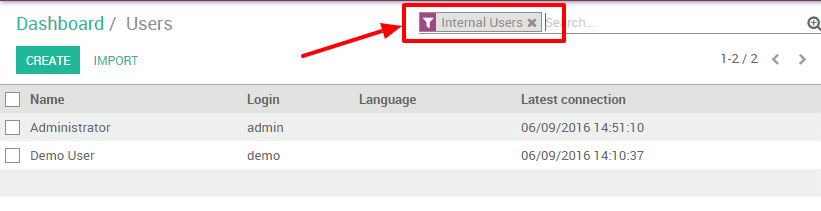 Dashboard / Users
Internal Users ✖ Search...
CREATE IMPORT 1-2 / 2
Name Login Language Latest connection
Administrator admin 06/09/2016 14:51:10
Demo User demo 06/09/2016 14:10:37